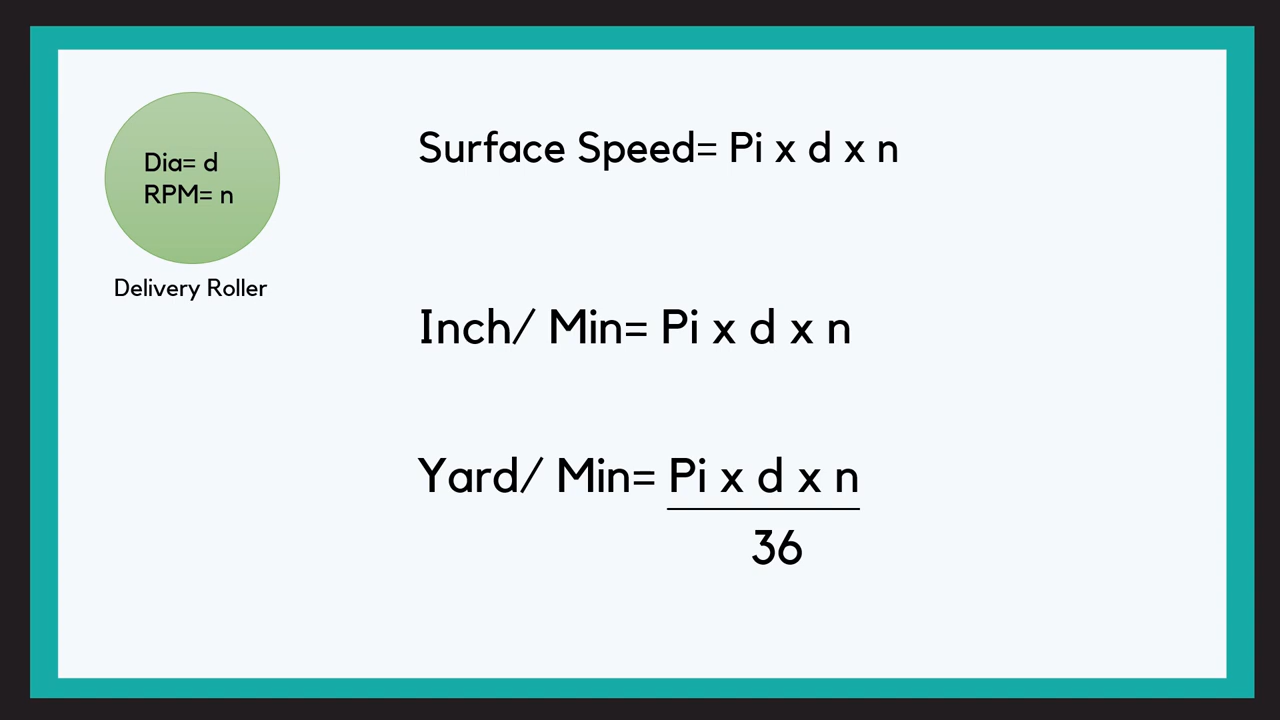 Dia= d
RPM= n
Delivery Roller
Surface Speed= Pi x d x n
Inch/ Min= Pi x d x n
Yard/ Min= Pi x d x n
36